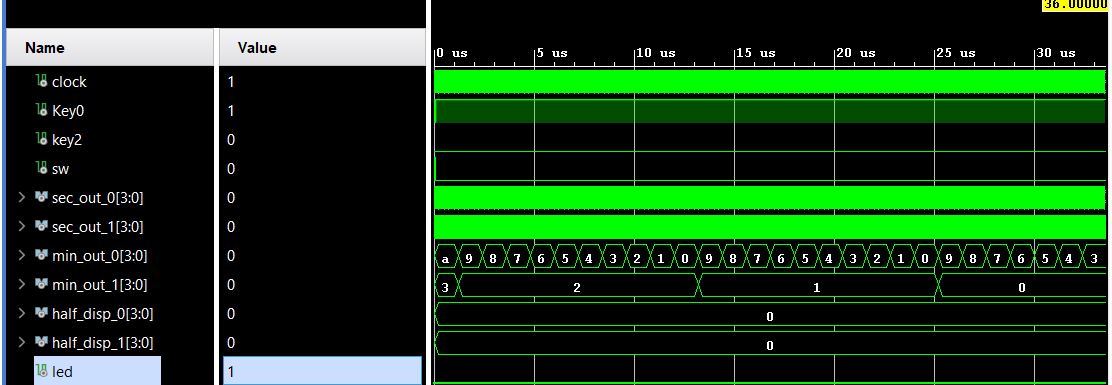 36.00000
Name Value
0 us 5 us 10 us 15 us 20 us 25 us 30 us
clock 1
Key0 1
key2 0
sw 0
sec_out_0[3:0] 0
sec_out_1[3:0] 0
min_out_0[3:0] 0 a 9 8 7 6 5 4 3 2 1 0 9 8 7 6 5 4 3 2 1 0 9 8 7 6 5 4 3
min_out_1[3:0] 0 3 2 1 0
half_disp_0[3:0] 0 0
half_disp_1[3:0] 0 0
led 1